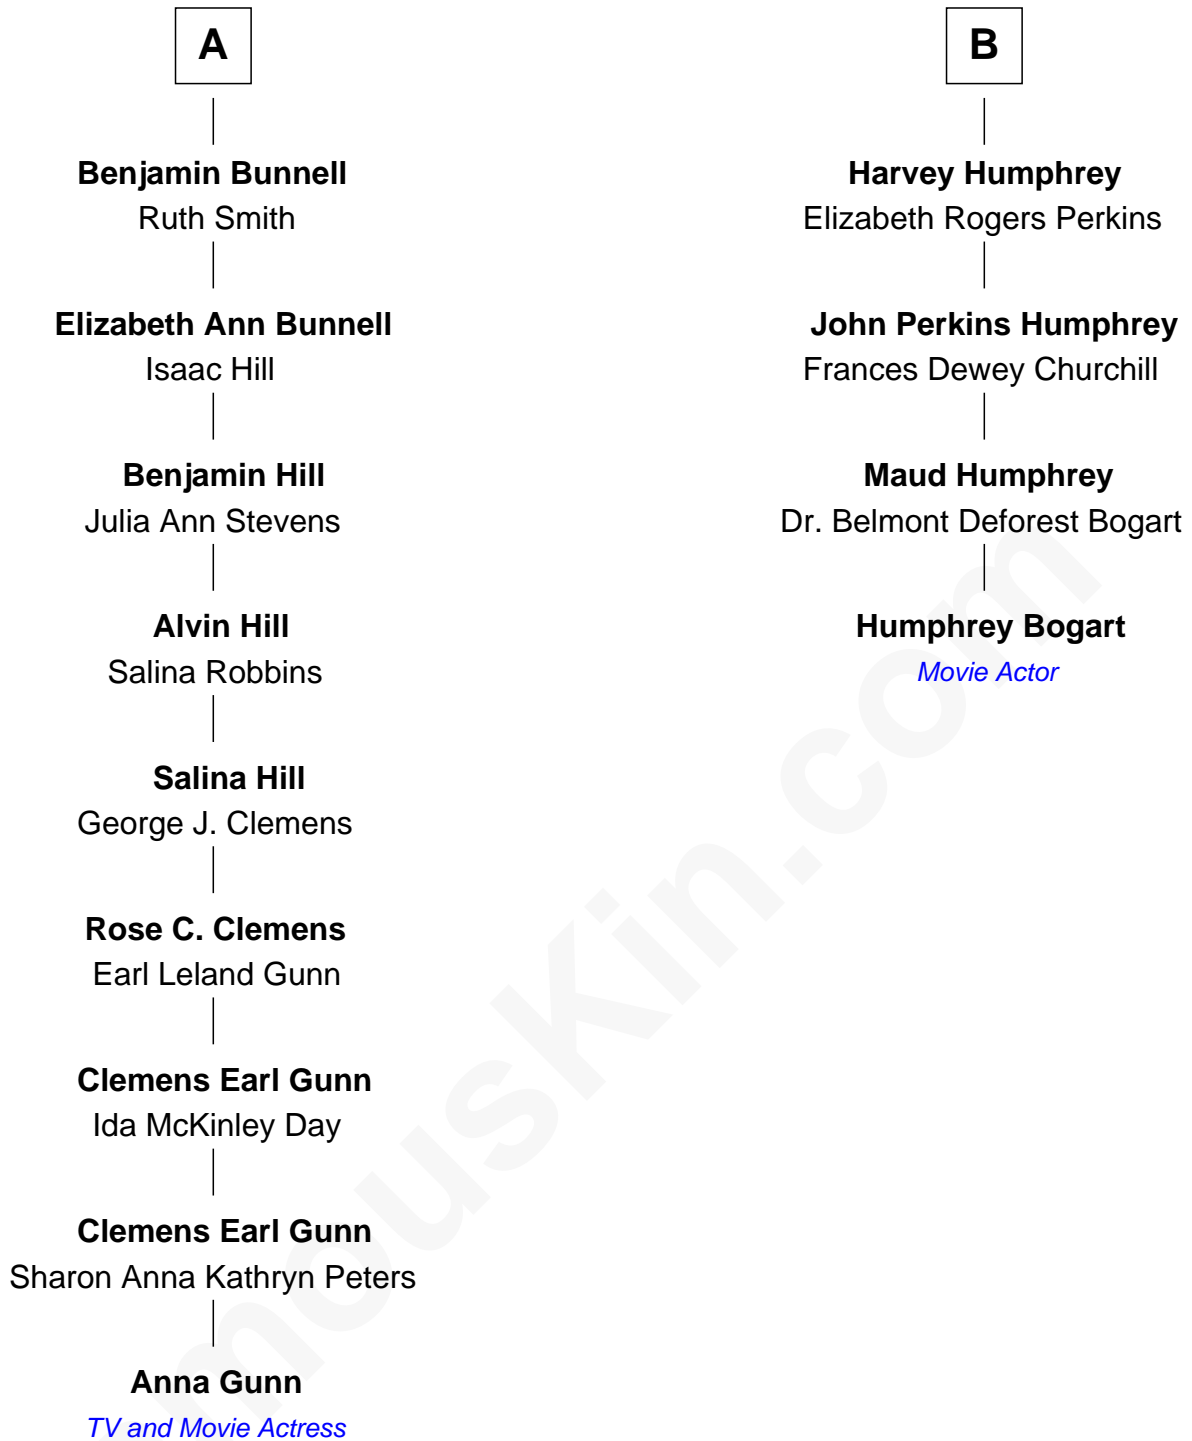 A
Benjamin Bunnell
Ruth Smith
Elizabeth Ann Bunnell
Isaac Hill
Benjamin Hill
Julia Ann Stevens
Alvin Hill
Salina Robbins
Salina Hill
George J. Clemens
Rose C. Clemens
Earl Leland Gunn
Clemens Earl Gunn
Ida McKinley Day
Clemens Earl Gunn
Sharon Anna Kathryn Peters
Anna Gunn
TV and Movie Actress
B
Harvey Humphrey
Elizabeth Rogers Perkins
John Perkins Humphrey
Frances Dewey Churchill
Maud Humphrey
Dr. Belmont Deforest Bogart
Humphrey Bogart
Movie Actor
mousKin.com